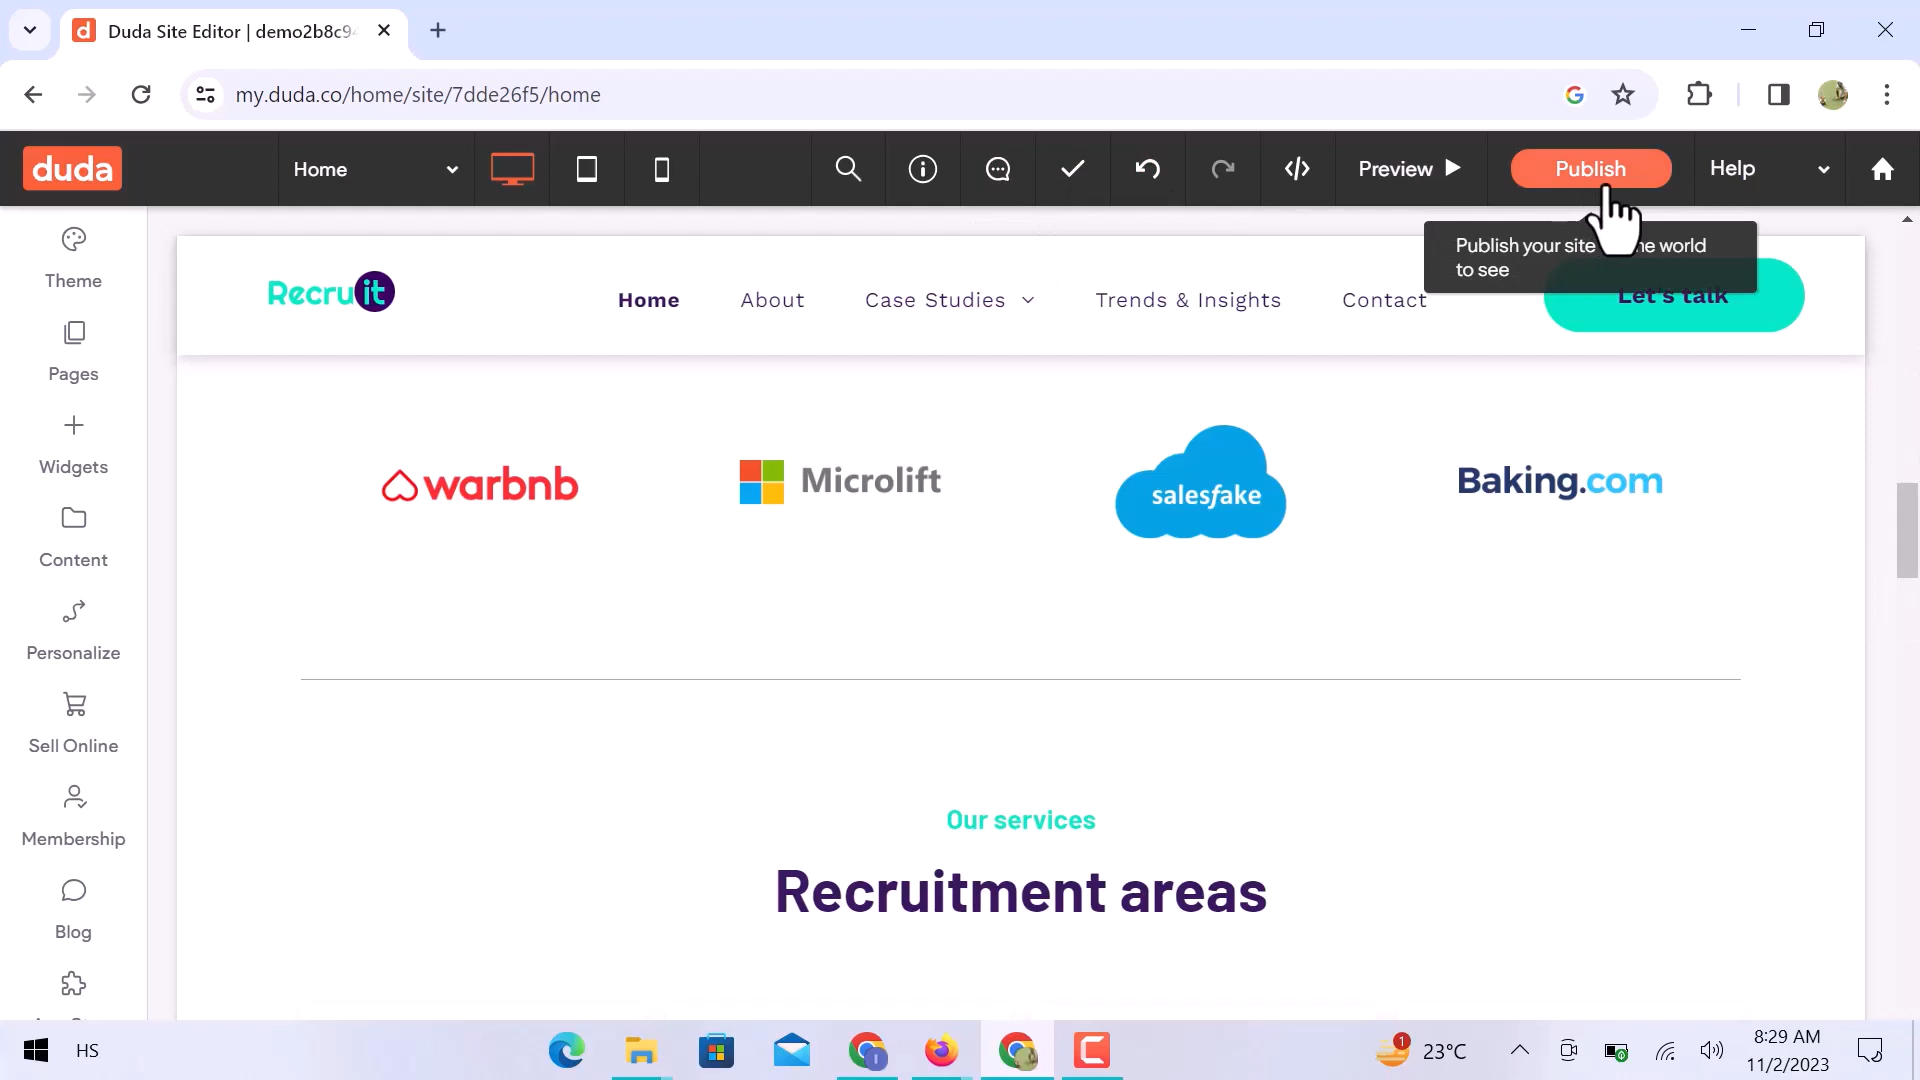 Duda Site Editor | demo2b8c9
my.duda.co/home/site/7dde26f5/home
duda
Home
Preview
Publish
Help
Publish your site
he world
to see
Theme
Pages
Widgets
Content
Personalize
Sell Online
Membership
Blog
Recruit
Home
About
Case Studies
Trends & Insights
Contact
Let's talk
warbnb
Microlift
salesfake
Baking.com
Our services
Recruitment areas
HS
1
23°C
8:29 AM
11/2/2023